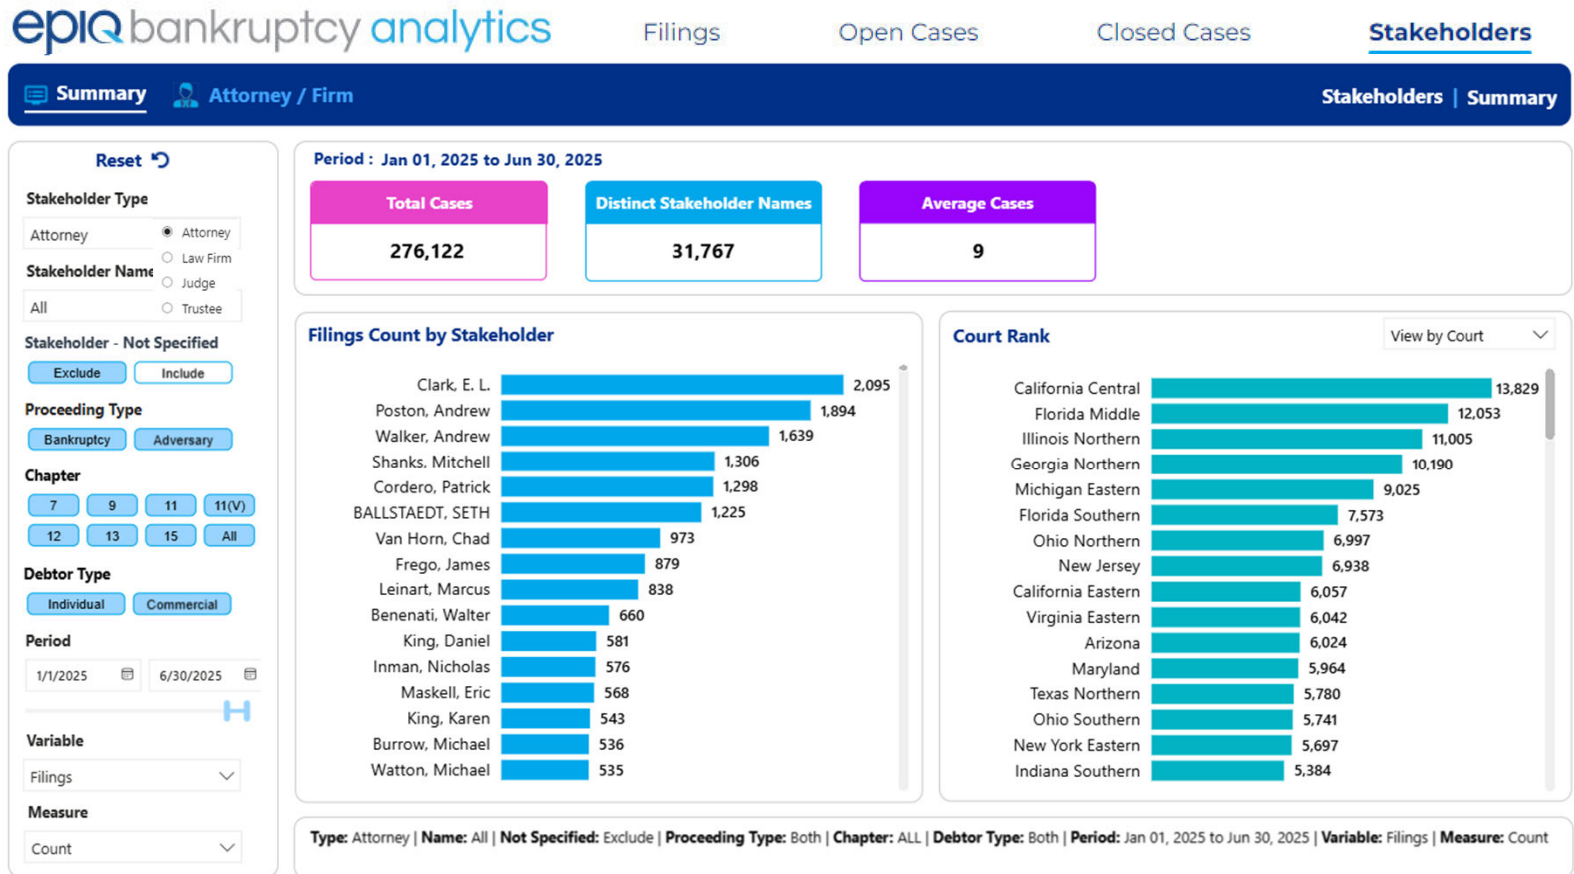 epiq bankruptcy analytics
Filings
Open Cases
Closed Cases
Stakeholders
Summary
Attorney / Firm
Stakeholders | Summary
Reset
Stakeholder Type
Attorney
Attorney
Law Firm
Judge
Trustee
Stakeholder Name
All
Stakeholder - Not Specified
Exclude
Include
Proceeding Type
Bankruptcy
Adversary
Chapter
7
9
11
11(V)
12
13
15
All
Debtor Type
Individual
Commercial
Period
1/1/2025
6/30/2025
Variable
Filings
Measure
Count
Period : Jan 01, 2025 to Jun 30, 2025
Total Cases
276,122
Distinct Stakeholder Names
31,767
Average Cases
9
Filings Count by Stakeholder
Clark, E. L. 2,095
Poston, Andrew 1,894
Walker, Andrew 1,639
Shanks, Mitchell 1,306
Cordero, Patrick 1,298
BALLSTAEDT, SETH 1,225
Van Horn, Chad 973
Frego, James 879
Leinart, Marcus 838
Benenati, Walter 660
King, Daniel 581
Inman, Nicholas 576
Maskell, Eric 568
King, Karen 543
Burrow, Michael 536
Watton, Michael 535
Court Rank
View by Court
California Central 13,829
Florida Middle 12,053
Illinois Northern 11,005
Georgia Northern 10,190
Michigan Eastern 9,025
Florida Southern 7,573
Ohio Northern 6,997
New Jersey 6,938
California Eastern 6,057
Virginia Eastern 6,042
Arizona 6,024
Maryland 5,964
Texas Northern 5,780
Ohio Southern 5,741
New York Eastern 5,697
Indiana Southern 5,384
Type: Attorney | Name: All | Not Specified: Exclude | Proceeding Type: Both | Chapter: ALL | Debtor Type: Both | Period: Jan 01, 2025 to Jun 30, 2025 | Variable: Filings | Measure: Count